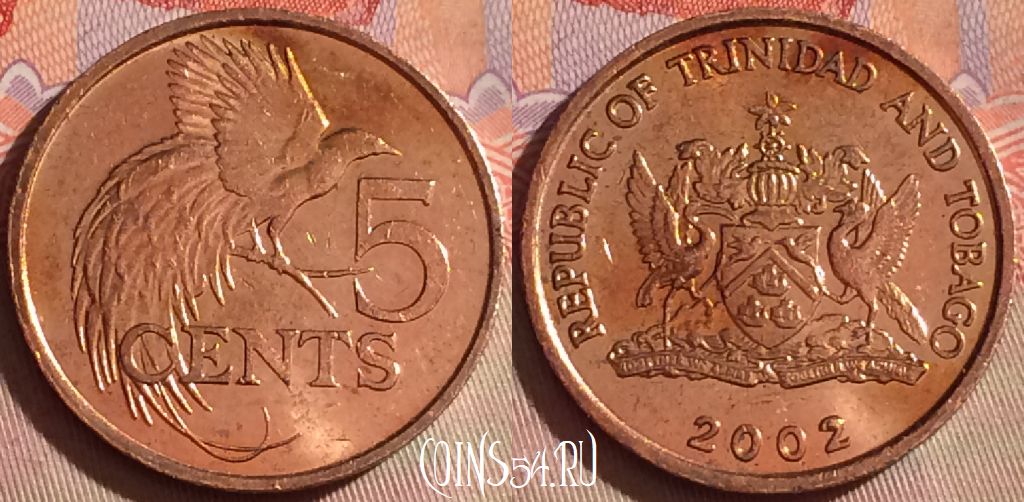 5
CENTS
REPUBLIC OF TRINIDAD AND TOBAGO
2002
COINS54.RU